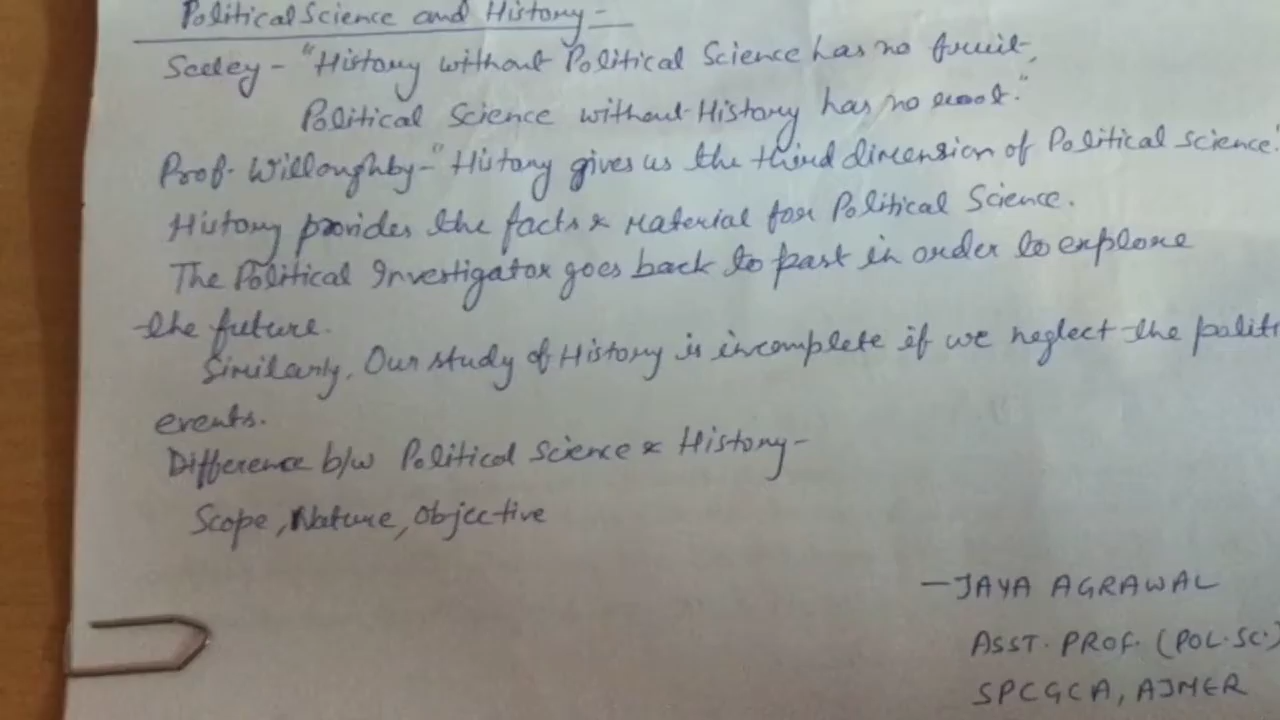 Political Science and History -
Seeley - "History without Political Science has no fruit,
Political Science without History has no root."
Prof. Willoughby - "History gives us the third dimension of Political Science."
History provides the facts & material for Political Science.
The Political Investigator goes back to past in order to explore
the future.
Similarly, Our study of History is incomplete if we neglect the polit
events.
Difference b/w Political Science & History -
Scope, Nature, Objective
- JAYA AGRAWAL
ASST. PROF. (POL.SC.)
SPCGCA, AJMER